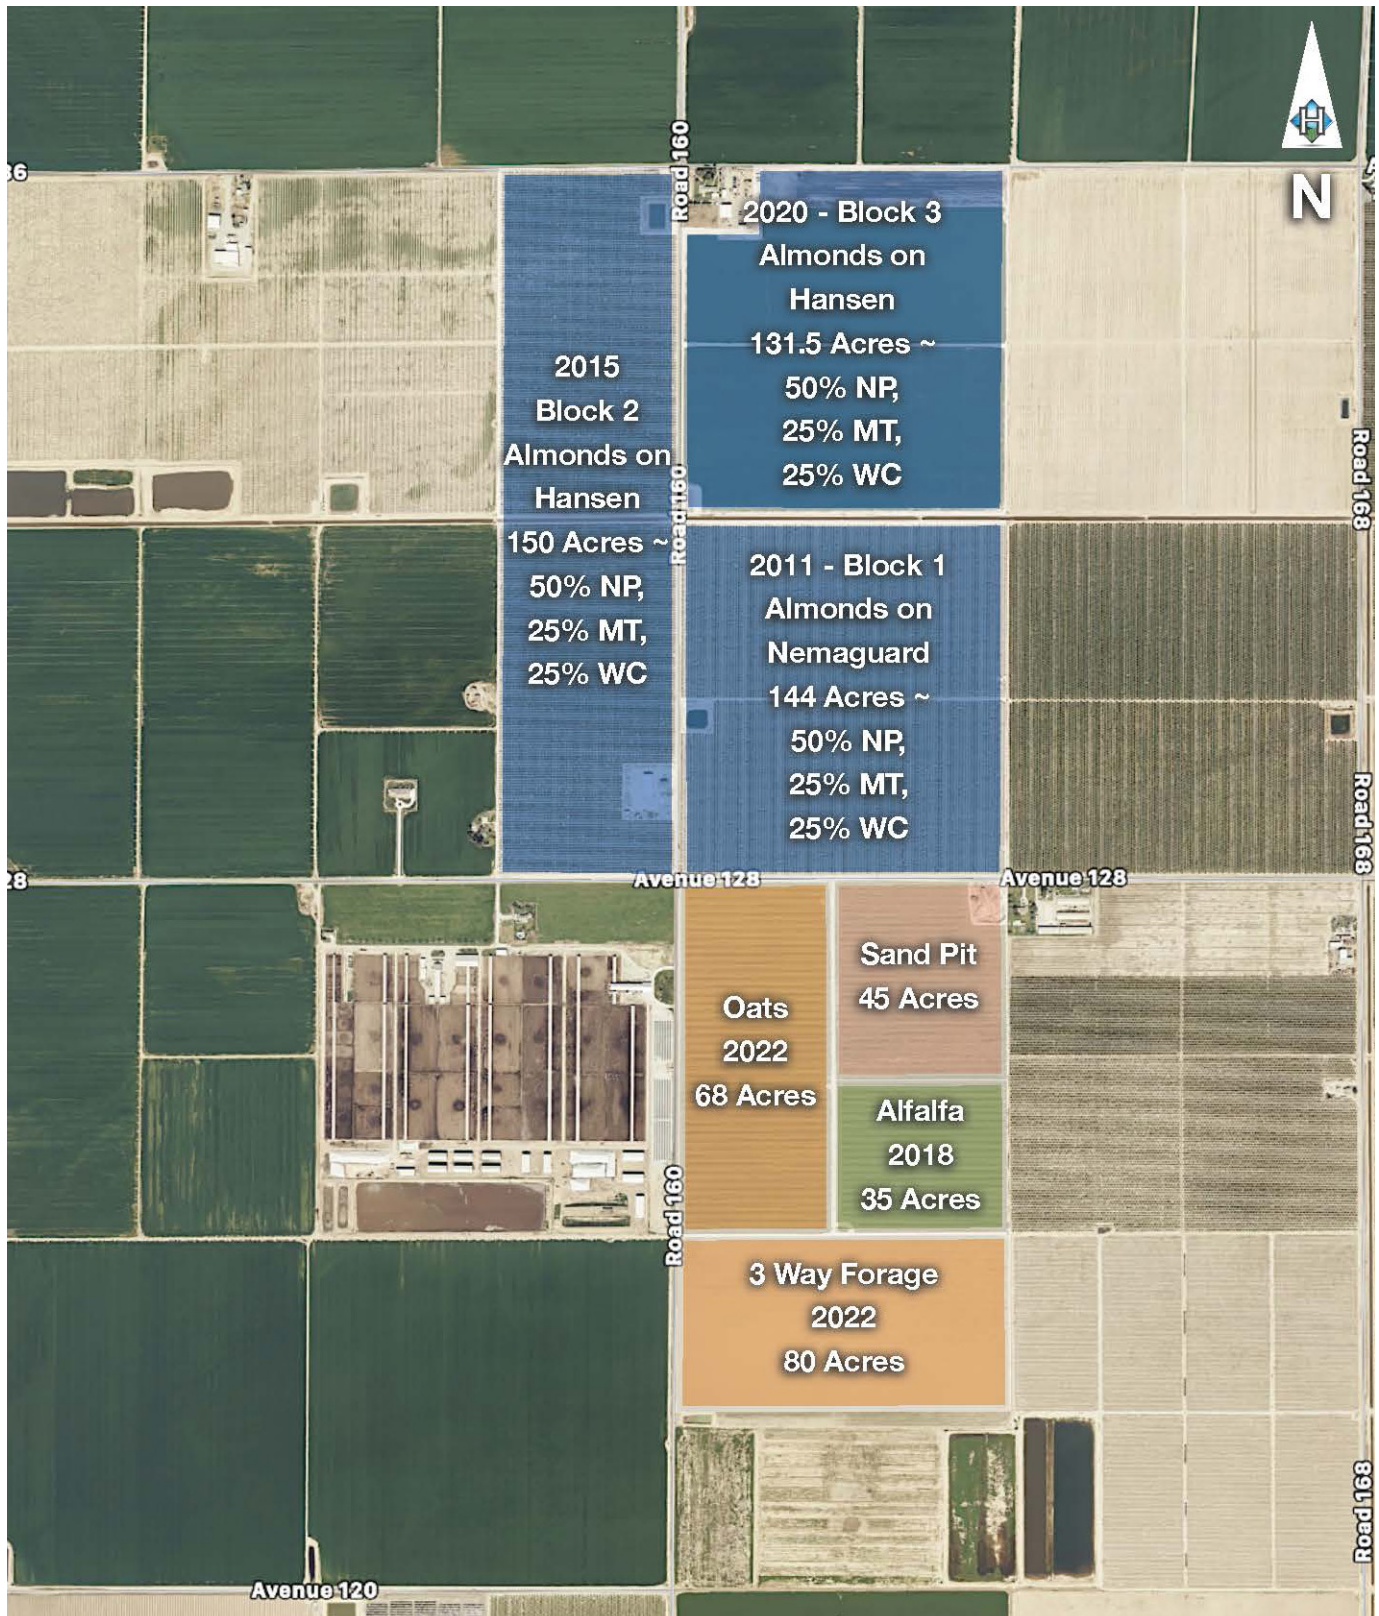 Road 160
H
36
N
2020 - Block 3
Almonds on
Hansen
131.5 Acres ~
50% NP,
25% MT,
25% WC
2015
Block 2
Almonds on
Hansen
150 Acres ~
50% NP,
25% MT,
25% WC
Road 160
Road 168
2011 - Block 1
Almonds on
Nemaguard
144 Acres ~
50% NP,
25% MT,
25% WC
Road 168
28
Avenue 128
Avenue 128
Sand Pit
45 Acres
Oats
2022
68 Acres
Alfalfa
2018
35 Acres
Road 160
3 Way Forage
2022
80 Acres
Road 168
Avenue 120